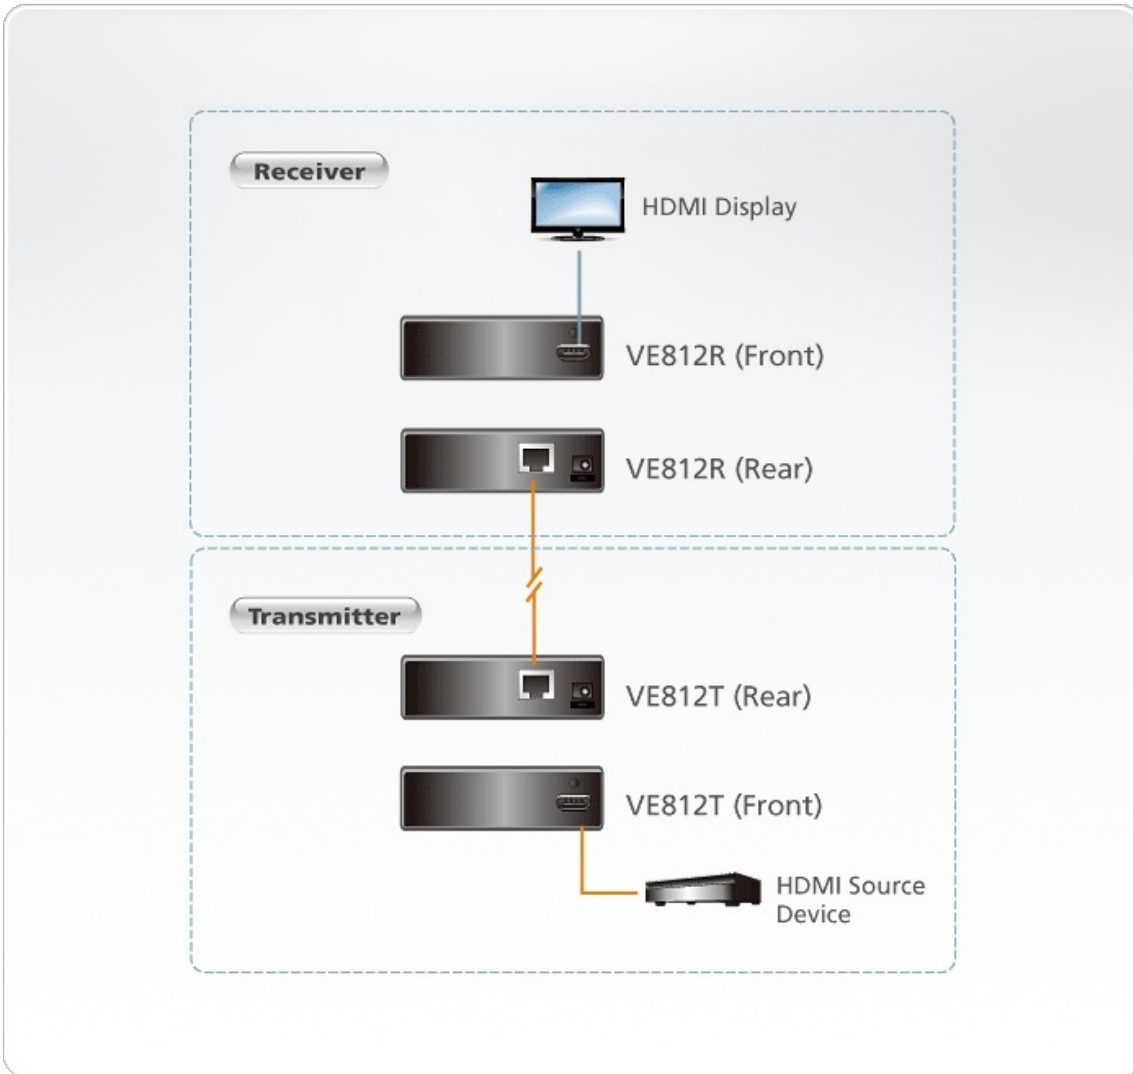 Receiver
HDMI Display
VE812R (Front)
VE812R (Rear)
Transmitter
VE812T (Rear)
VE812T (Front)
HDMI Source
Device